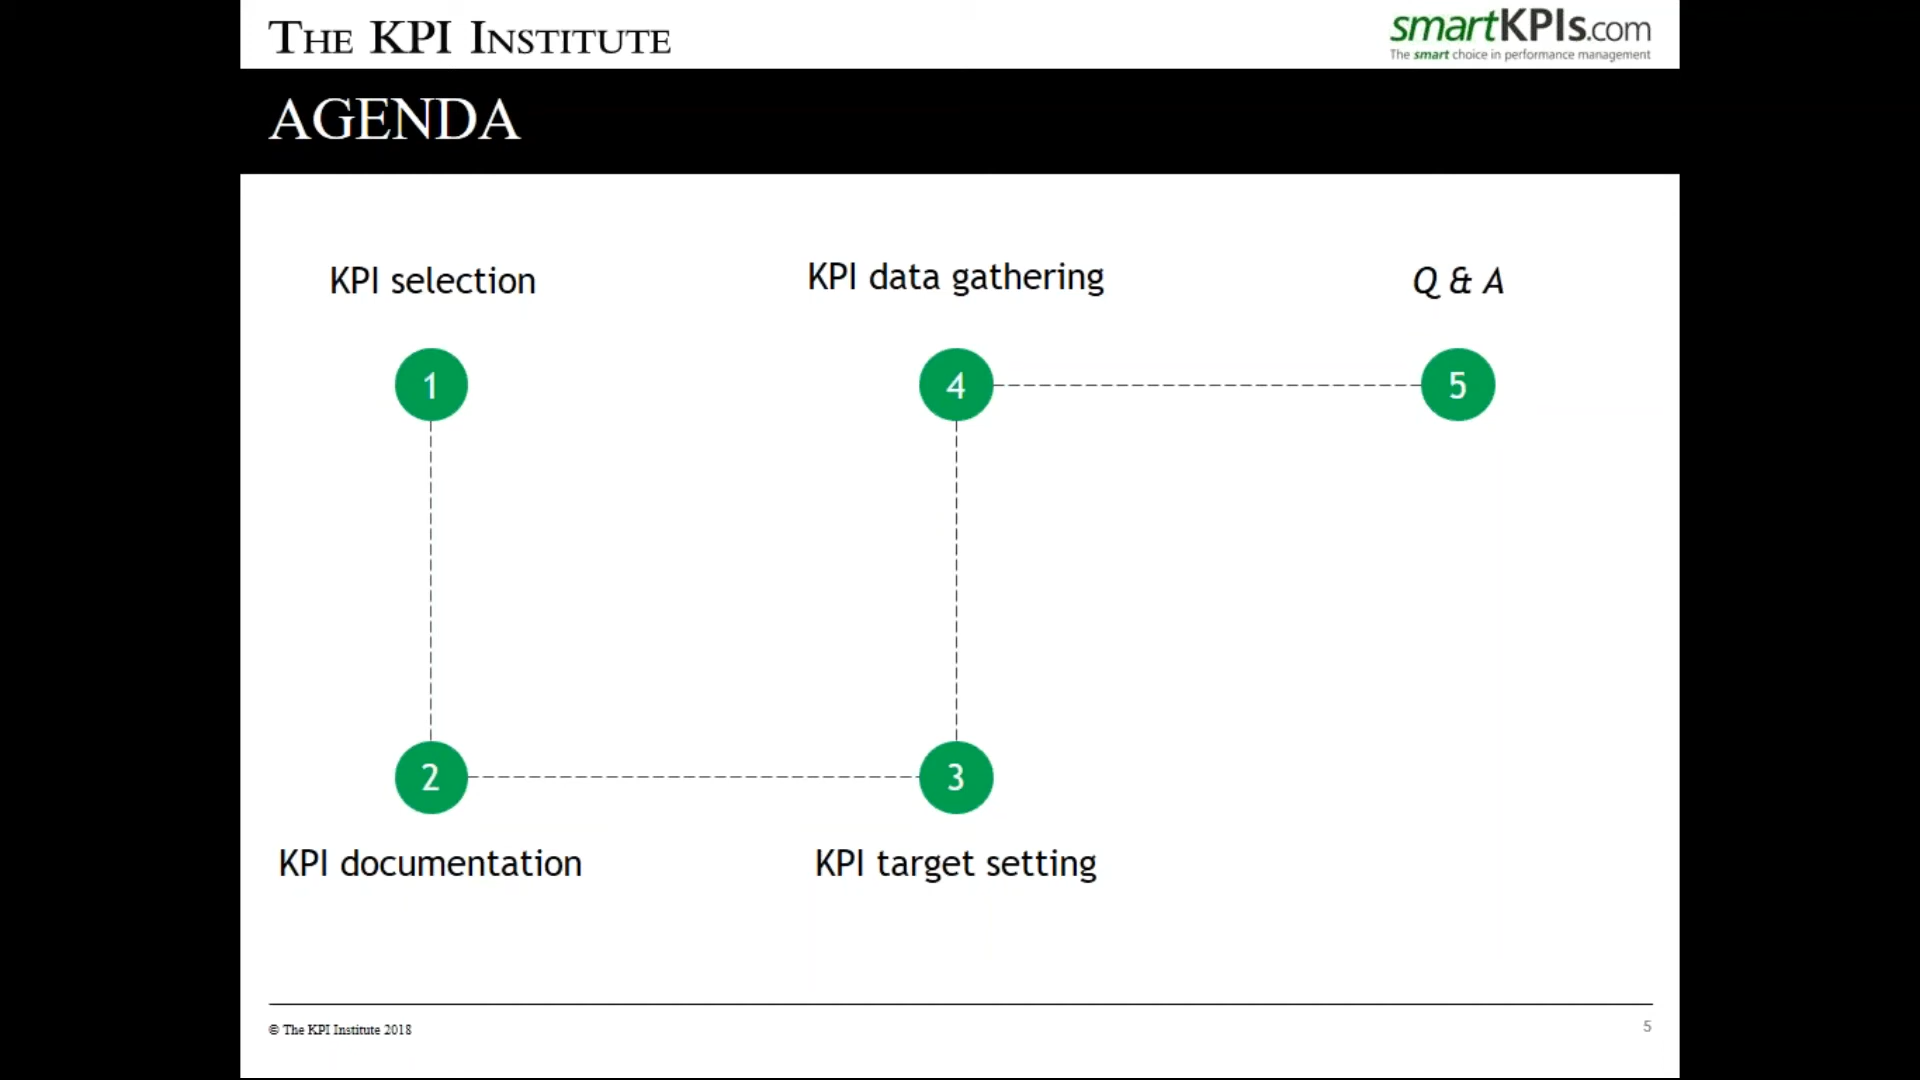 THE KPI INSTITUTE
smartKPIs.com
The smart choice in performance management
AGENDA
KPI selection
KPI data gathering
Q & A
1
4
5
2
3
KPI documentation
KPI target setting
© The KPI Institute 2018
5